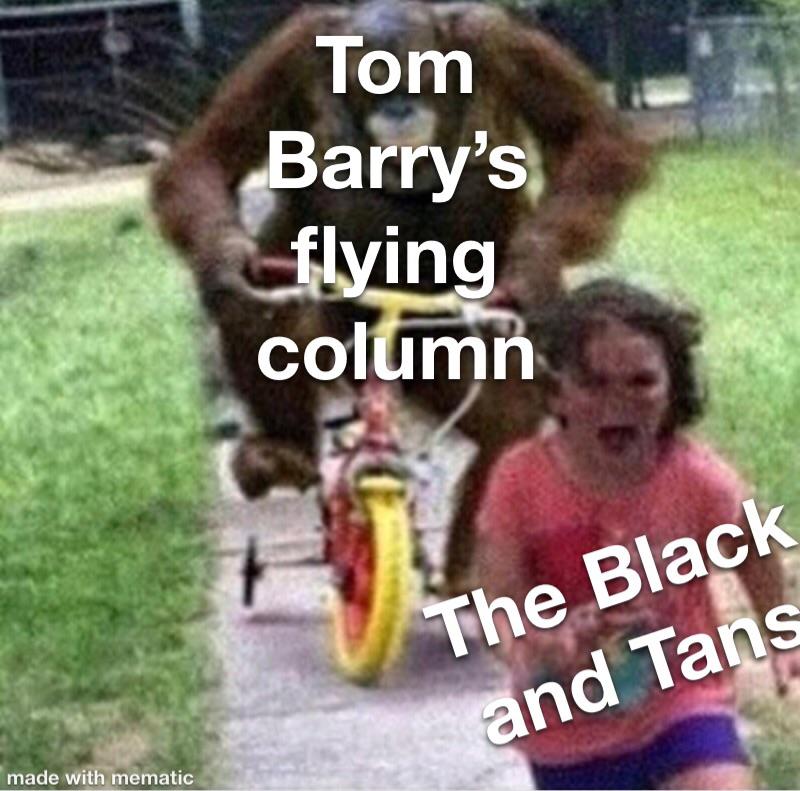 Tom
Barry’s
flying
column
The Black
and Tans
made with mematic